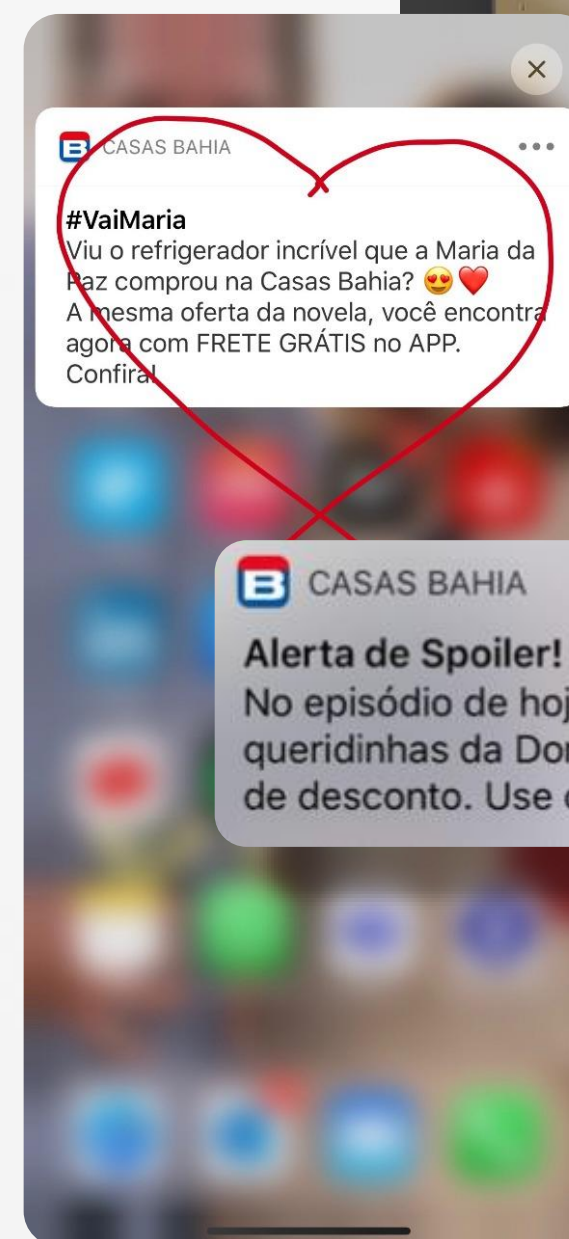 CASAS BAHIA
#VaiMaria
Viu o refrigerador incrível que a Maria da
Paz comprou na Casas Bahia? 😍❤️
A mesma oferta da novela, você encontra
agora com FRETE GRÁTIS no APP.
Confira!
B CASAS BAHIA
Alerta de Spoiler!
No episódio de
queridinhas da
de desconto. Use